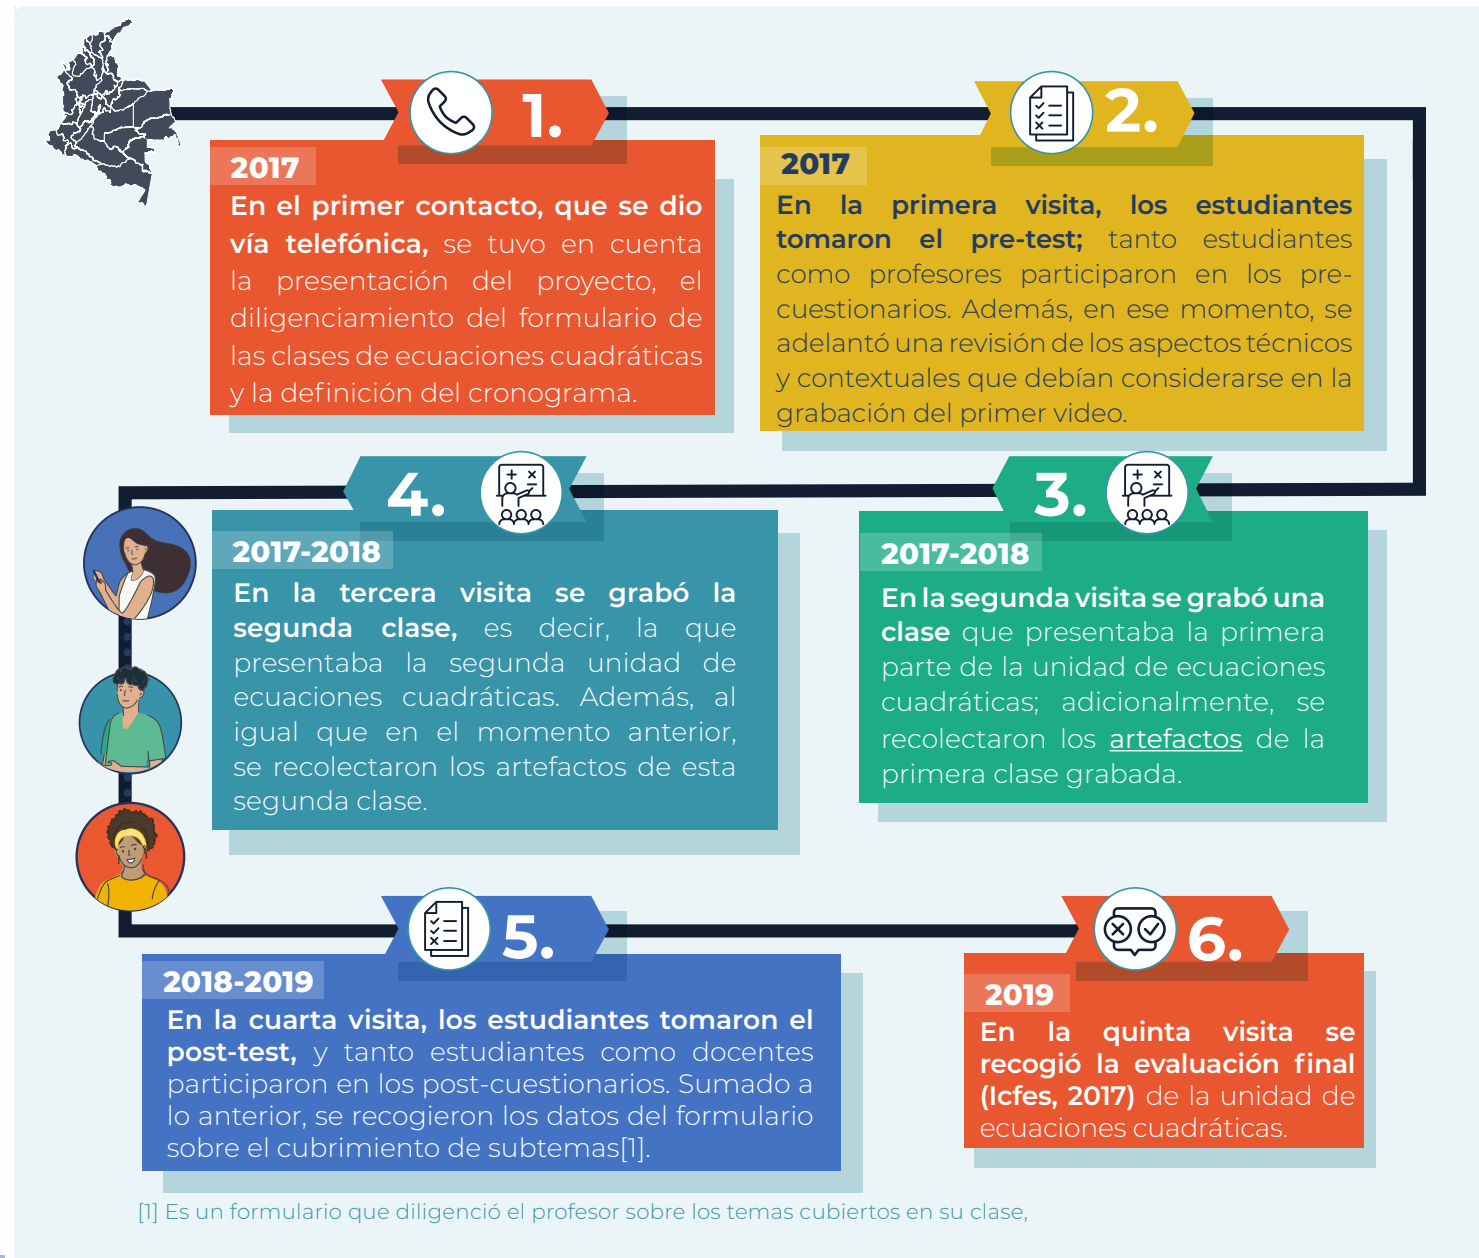 1.
2017
En el primer contacto, que se dio
vía telefónica, se tuvo en cuenta
la presentación del proyecto, el
diligenciamiento del formulario de
las clases de ecuaciones cuadráticas
y la definición del cronograma.
2.
2017
En la primera visita, los estudiantes
tomaron el pre-test; tanto estudiantes
como profesores participaron en los pre-
cuestionarios. Además, en ese momento, se
adelantó una revisión de los aspectos técnicos
y contextuales que debían considerarse en la
grabación del primer video.
3.
2017-2018
En la segunda visita se grabó una
clase que presentaba la primera
parte de la unidad de ecuaciones
cuadráticas; adicionalmente, se
recolectaron los artefactos de la
primera clase grabada.
4.
2017-2018
En la tercera visita se grabó la
segunda clase, es decir, la que
presentaba la segunda unidad de
ecuaciones cuadráticas. Además, al
igual que en el momento anterior,
se recolectaron los artefactos de esta
segunda clase.
5.
2018-2019
En la cuarta visita, los estudiantes tomaron el
post-test, y tanto estudiantes como docentes
participaron en los post-cuestionarios. Sumado a
lo anterior, se recogieron los datos del formulario
sobre el cubrimiento de subtemas[1].
6.
2019
En la quinta visita se
recogió la evaluación final
(Icfes, 2017) de la unidad de
ecuaciones cuadráticas.
[1] Es un formulario que diligenció el profesor sobre los temas cubiertos en su clase,